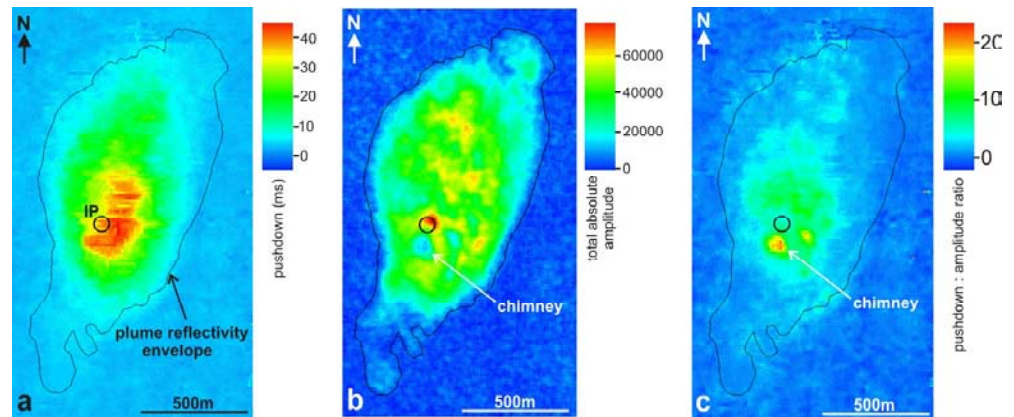 N
IP
plume reflectivity
envelope
a
500m
40
30
20
10
0
pushdown (ms)
N
chimney
b
500m
60000
40000
20000
0
total absolute
amplitude
N
chimney
c
500m
20
10
0
pushdown : amplitude ratio